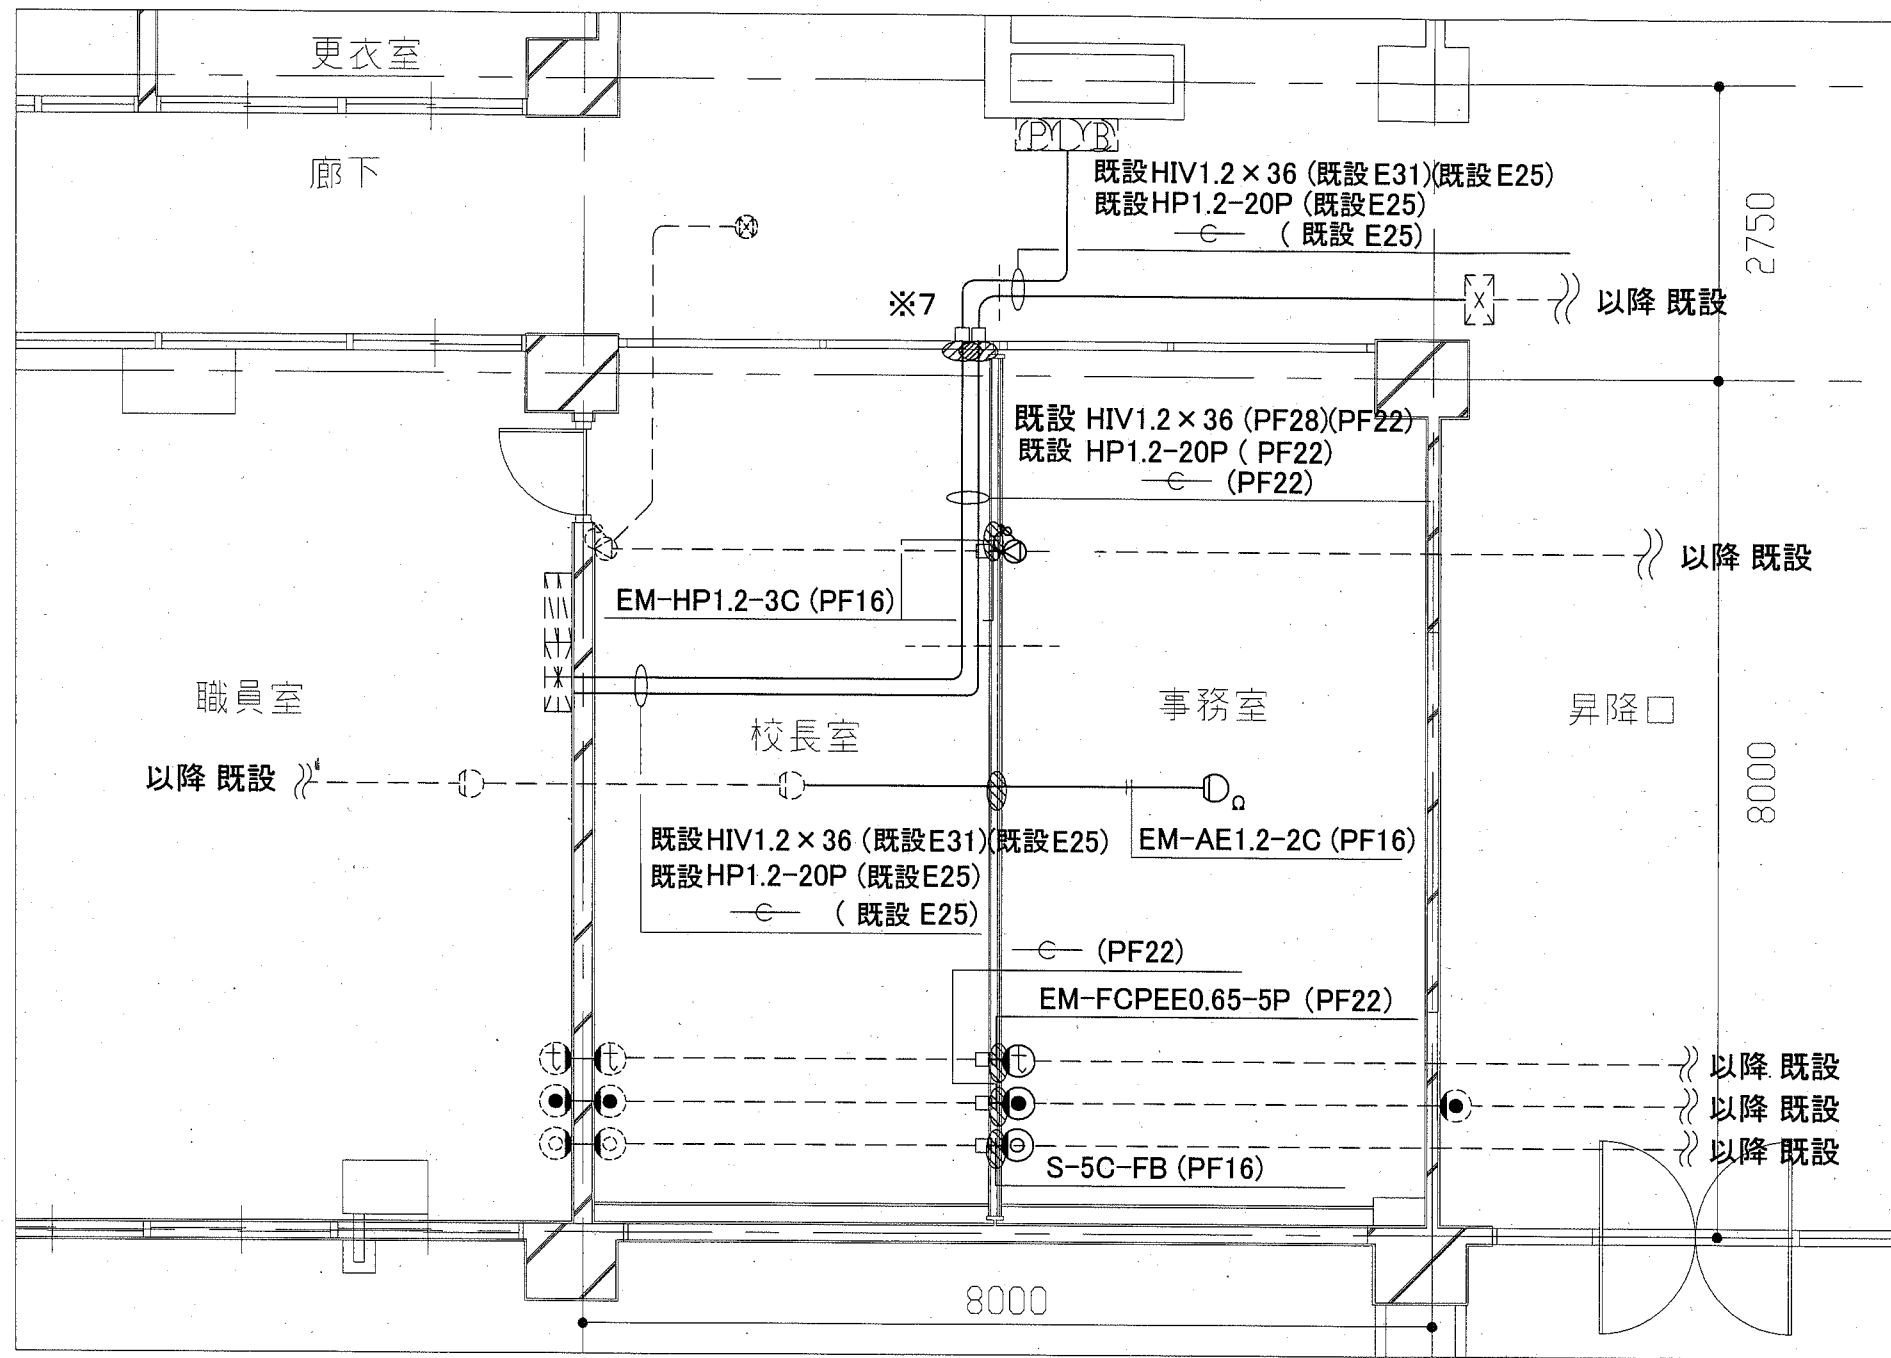 更衣室
廊下
PLB
既設HIV1.2×36 (既設E31)(既設E25)
既設HP1.2-20P (既設E25)
C ( 既設 E25)
2750
※7
X
以降 既設
既設 HIV1.2×36 (PF28)(PF22)
既設 HP1.2-20P ( PF22)
C (PF22)
以降 既設
EM-HP1.2-3C (PF16)
職員室
校長室
事務室
昇降口
以降 既設
Ω
8000
既設HIV1.2×36 (既設E31)(既設E25)
EM-AE1.2-2C (PF16)
既設HP1.2-20P (既設E25)
C ( 既設 E25)
C (PF22)
EM-FCPEE0.65-5P (PF22)
t t t
以降 既設
以降 既設
以降 既設
S-5C-FB (PF16)
8000